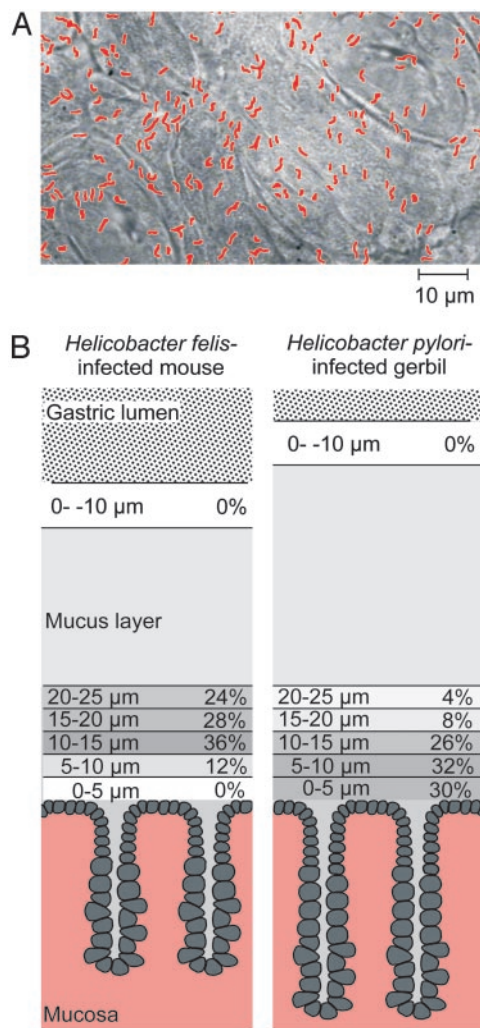 A
10 µm
B
Helicobacter felis-
infected mouse
Helicobacter pylori-
infected gerbil
Gastric lumen
0- -10 µm 0%
0- -10 µm 0%
Mucus layer
20-25 µm 24%
15-20 µm 28%
10-15 µm 36%
5-10 µm 12%
0-5 µm 0%
20-25 µm 4%
15-20 µm 8%
10-15 µm 26%
5-10 µm 32%
0-5 µm 30%
Mucosa